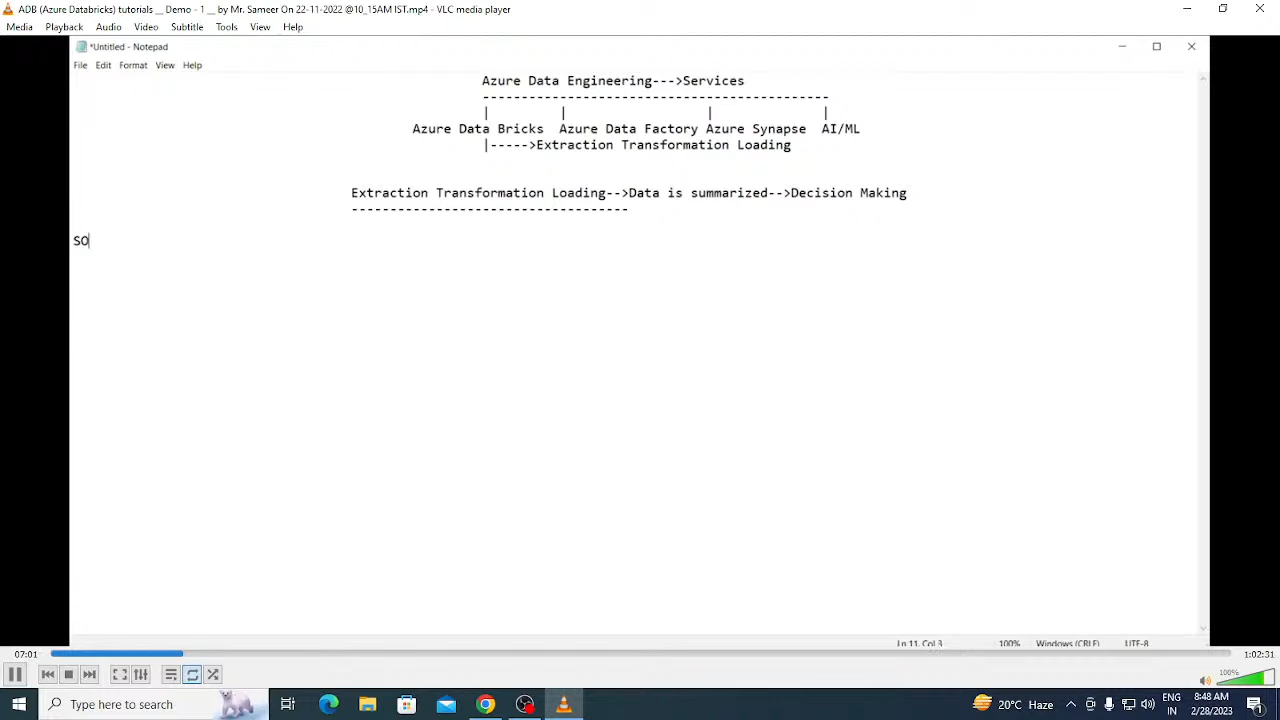 ADB (Azure Databricks) tutorials __ Demo - 1 __ by Mr. Sameer On 22-11-2022 @10_15AM IST.mp4 - VLC media player
Media Playback Audio Video Subtitle Tools View Help
*Untitled - Notepad
File Edit Format View Help
Azure Data Engineering--->Services
---------------------------------------------
| | | |
Azure Data Bricks Azure Data Factory Azure Synapse AI/ML
|----->Extraction Transformation Loading
Extraction Transformation Loading-->Data is summarized-->Decision Making
------------------------------------
SO
Ln 11, Col 3 100% Windows (CRLF) UTF-8
07:01 1:02:31
100%
Type here to search
20°C Haze
ENG
IN
8:48 AM
2/28/2023